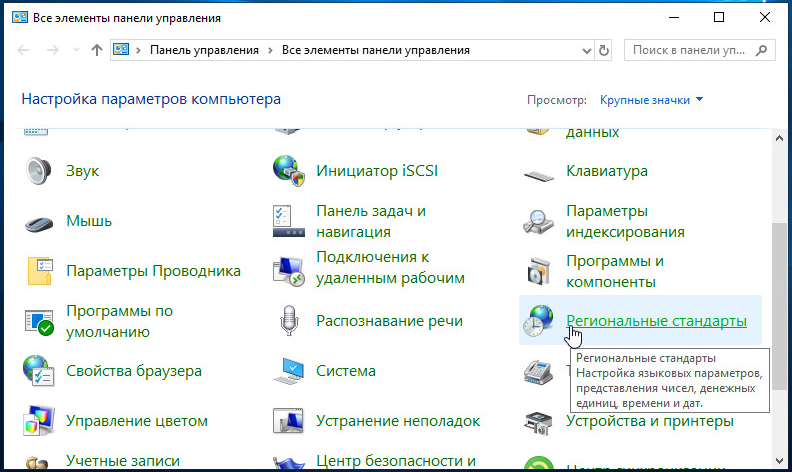 Все элементы панели управления
Панель управления
Все элементы панели управления
Поиск в панели уп...
Настройка параметров компьютера
Просмотр:
Крупные значки
данных
Звук
Инициатор iSCSI
Клавиатура
Мышь
Панель задач и
навигация
Параметры
индексирования
Параметры Проводника
Подключения к
удаленным рабочим
Программы и
компоненты
Программы по
умолчанию
Распознавание речи
Региональные стандарты
Региональные стандарты
Настройка языковых параметров,
представления чисел, денежных
единиц, времени и дат.
Свойства браузера
Система
Управление цветом
Устранение неполадок
Устройства и принтеры
Учетные записи
Центр безопасности и
Центр синхронизации